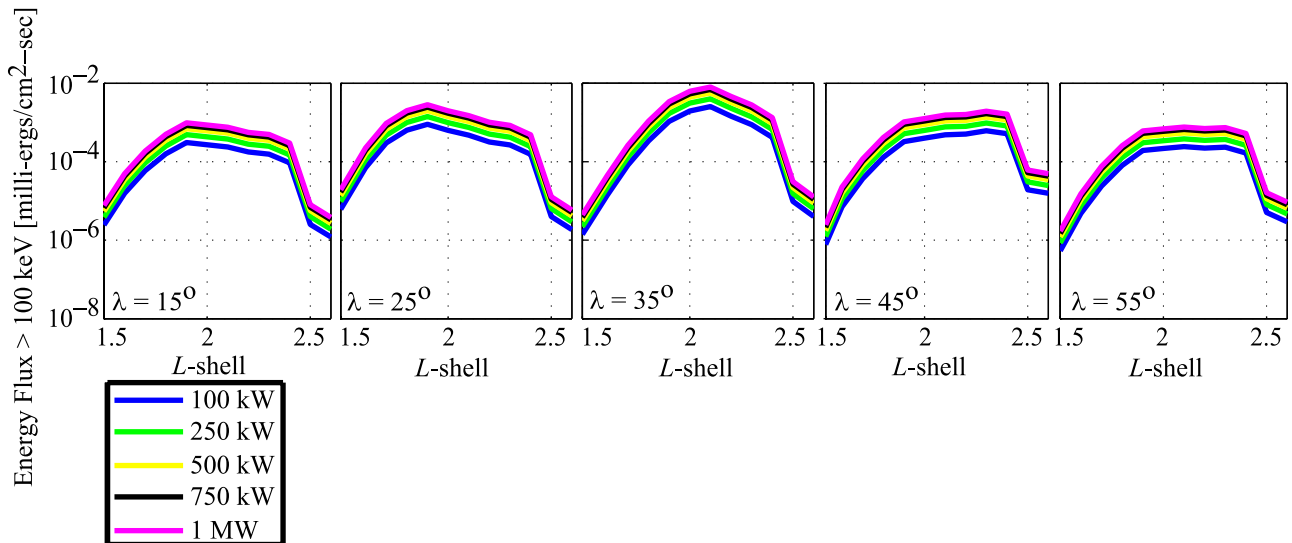 Energy Flux > 100 keV [milli-ergs/cm2−sec]
10−2
10−4
10−6
10−8
λ = 15o
λ = 25o
λ = 35o
λ = 45o
λ = 55o
1.5 2 2.5
1.5 2 2.5
1.5 2 2.5
1.5 2 2.5
1.5 2 2.5
L-shell
L-shell
L-shell
L-shell
L-shell
100 kW
250 kW
500 kW
750 kW
1 MW